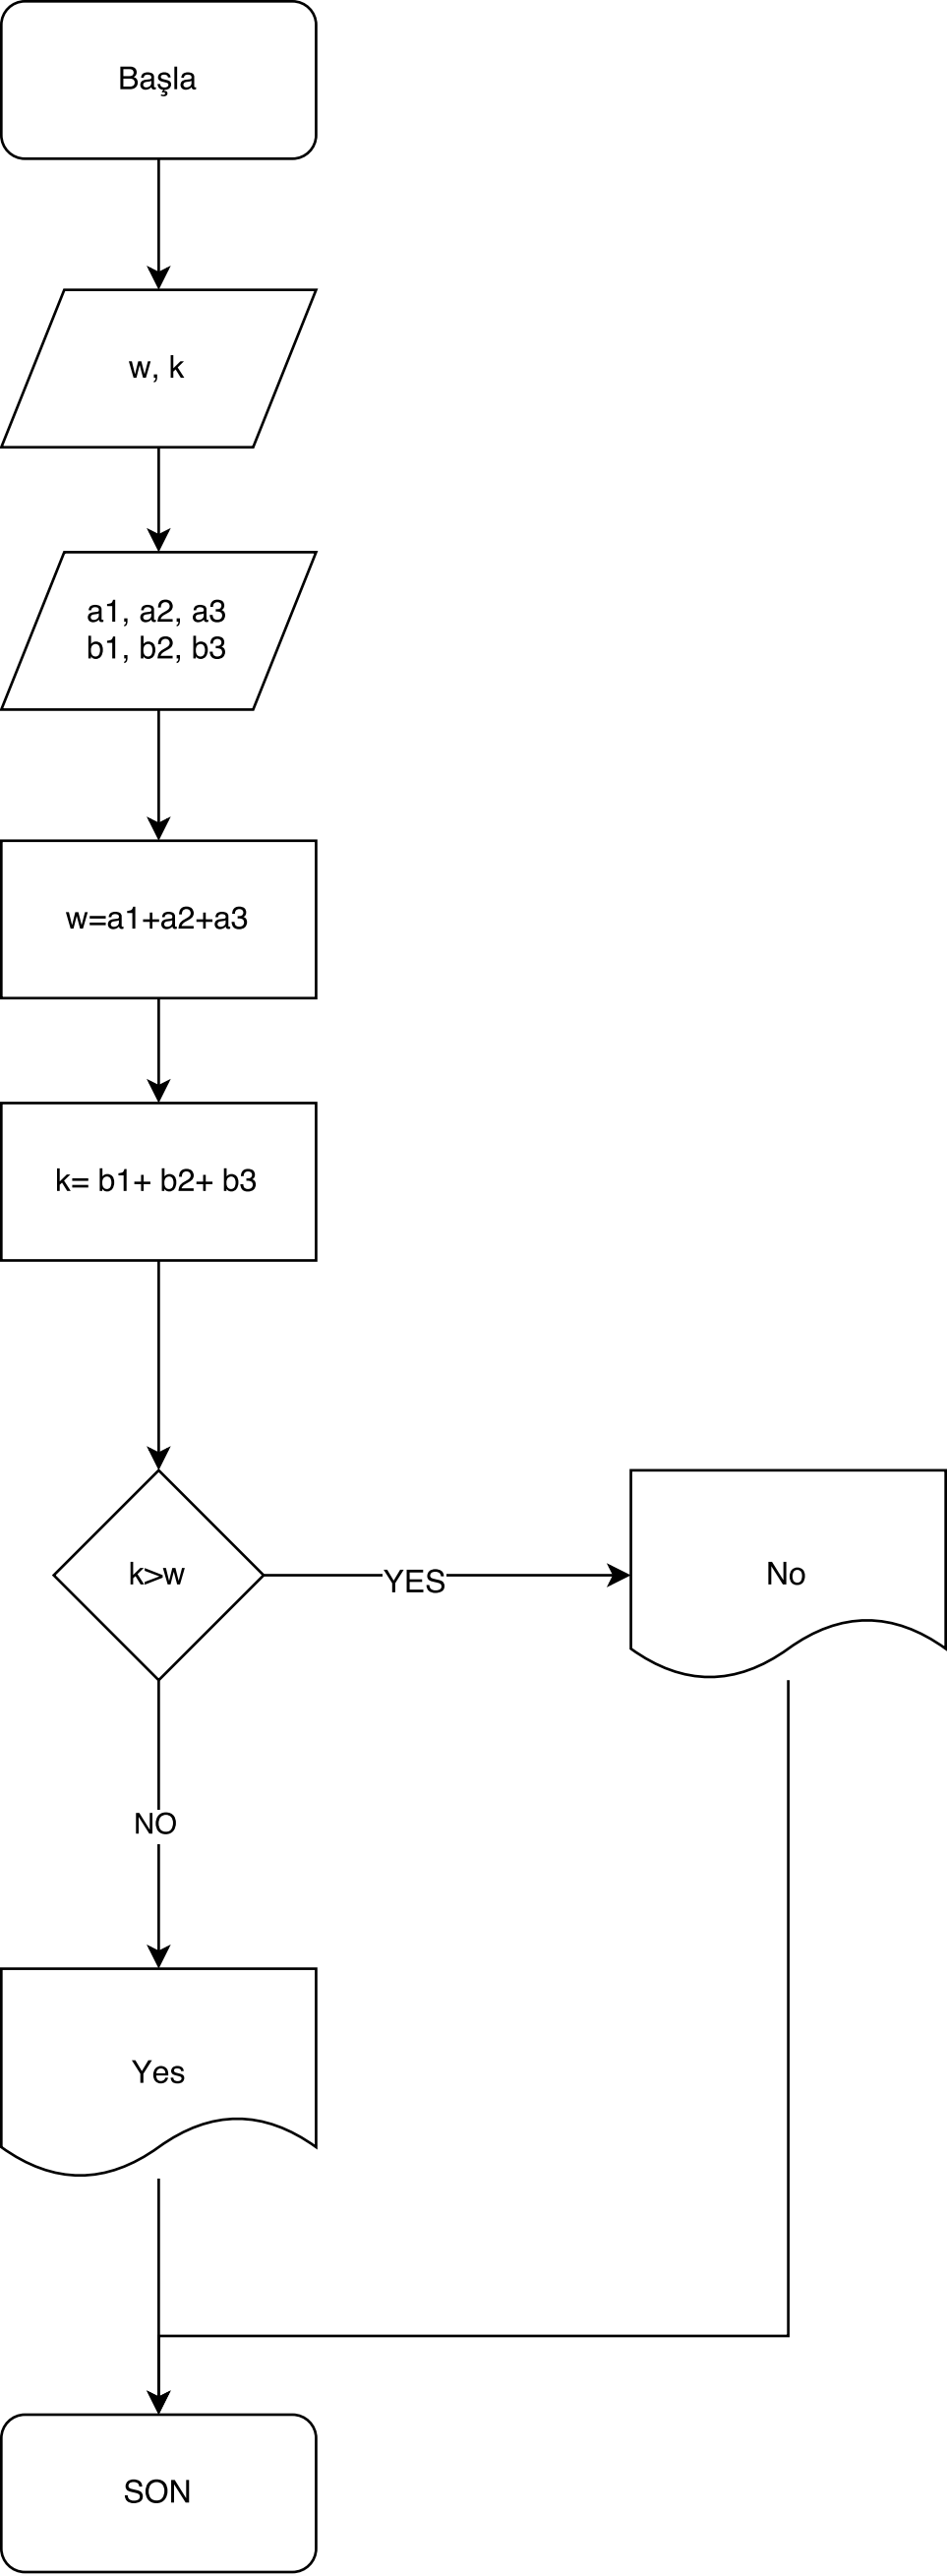 Başla
w, k
a1, a2, a3
b1, b2, b3
w=a1+a2+a3
k= b1+ b2+ b3
k>w
YES
No
NO
Yes
SON